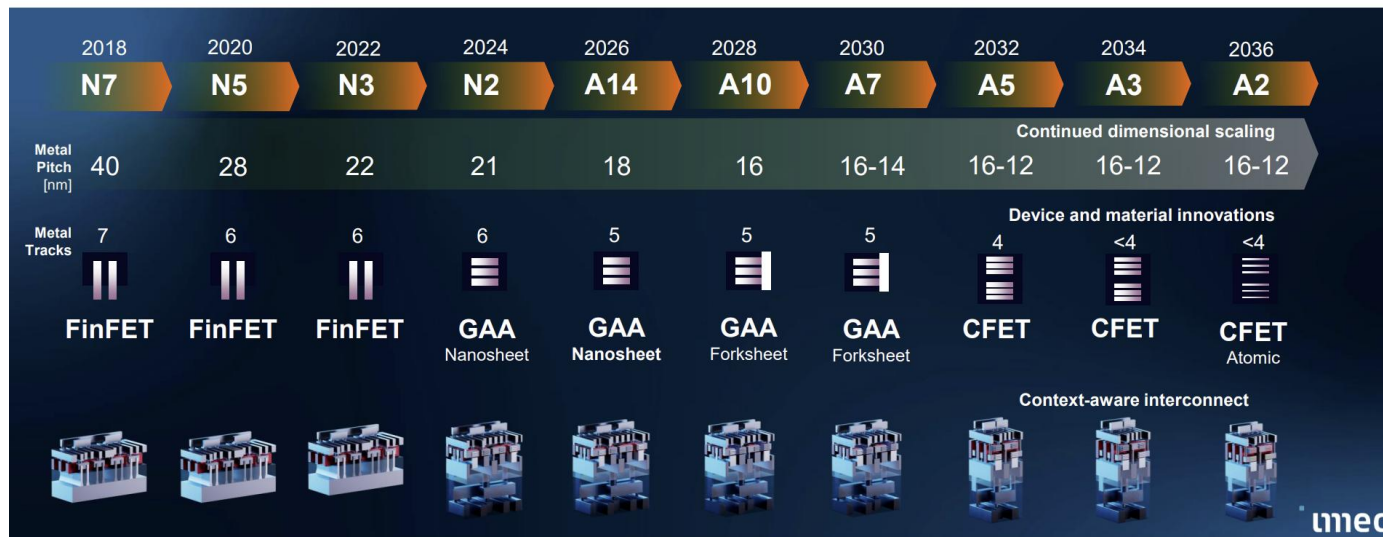 2018 2020 2022 2024 2026 2028 2030 2032 2034 2036
N7 N5 N3 N2 A14 A10 A7 A5 A3 A2
Continued dimensional scaling
Metal
Pitch
[nm]
40 28 22 21 18 16 16-14 16-12 16-12 16-12
Device and material innovations
Metal
Tracks
7 6 6 6 5 5 5 4 <4 <4
FinFET FinFET FinFET GAA GAA GAA GAA CFET CFET CFET
Nanosheet Nanosheet Forksheet Forksheet Atomic
Context-aware interconnect
imec